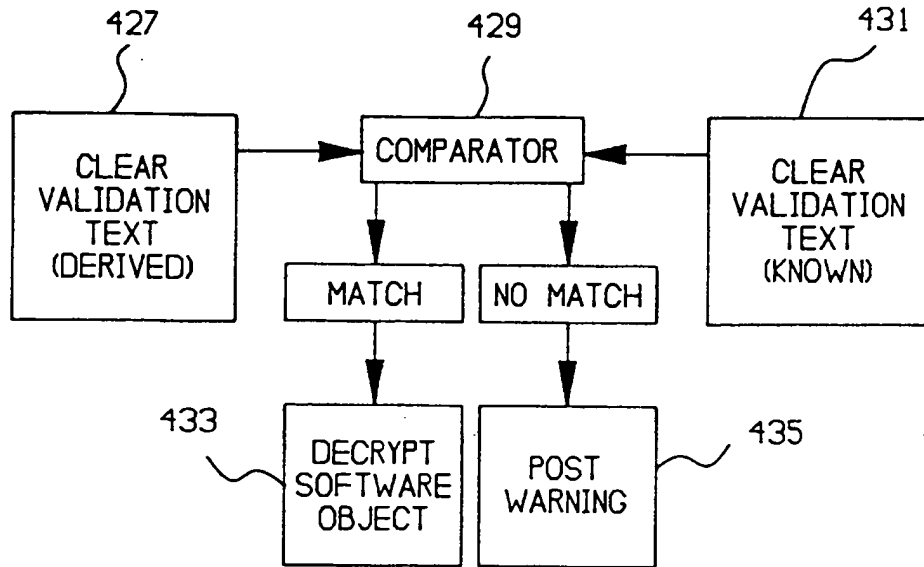 427
429
431
CLEAR
VALIDATION
TEXT
(DERIVED)
COMPARATOR
CLEAR
VALIDATION
TEXT
(KNOWN)
MATCH
NO MATCH
433
DECRYPT
SOFTWARE
OBJECT
POST
WARNING
435